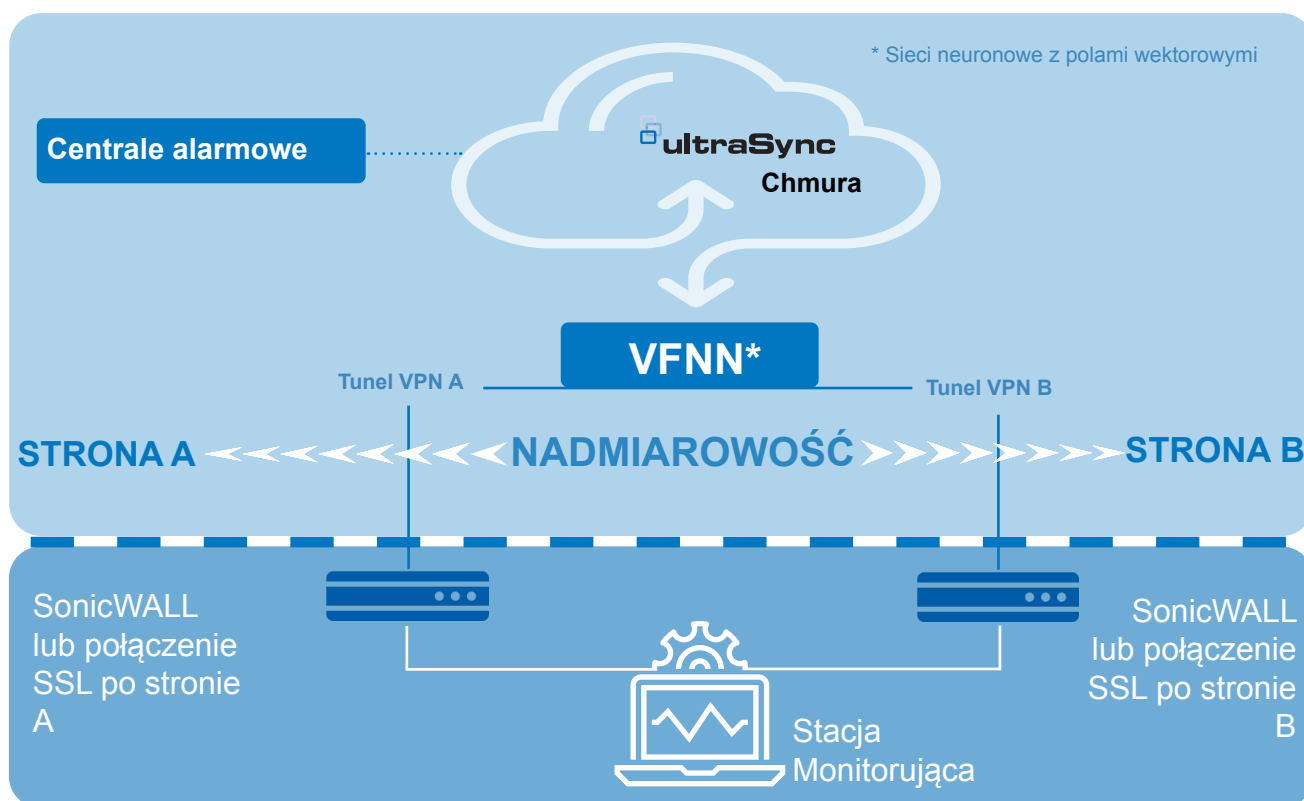 * Sieci neuronowe z polami wektorowymi
Centrale alarmowe
ultraSync
Chmura
VFNN*
Tunel VPN A
Tunel VPN B
STRONA A
NADMIAROWOŚĆ
STRONA B
SonicWALL
lub połączenie
SSL po stronie
A
SonicWALL
lub połączenie
SSL po stronie
B
Stacja
Monitorująca